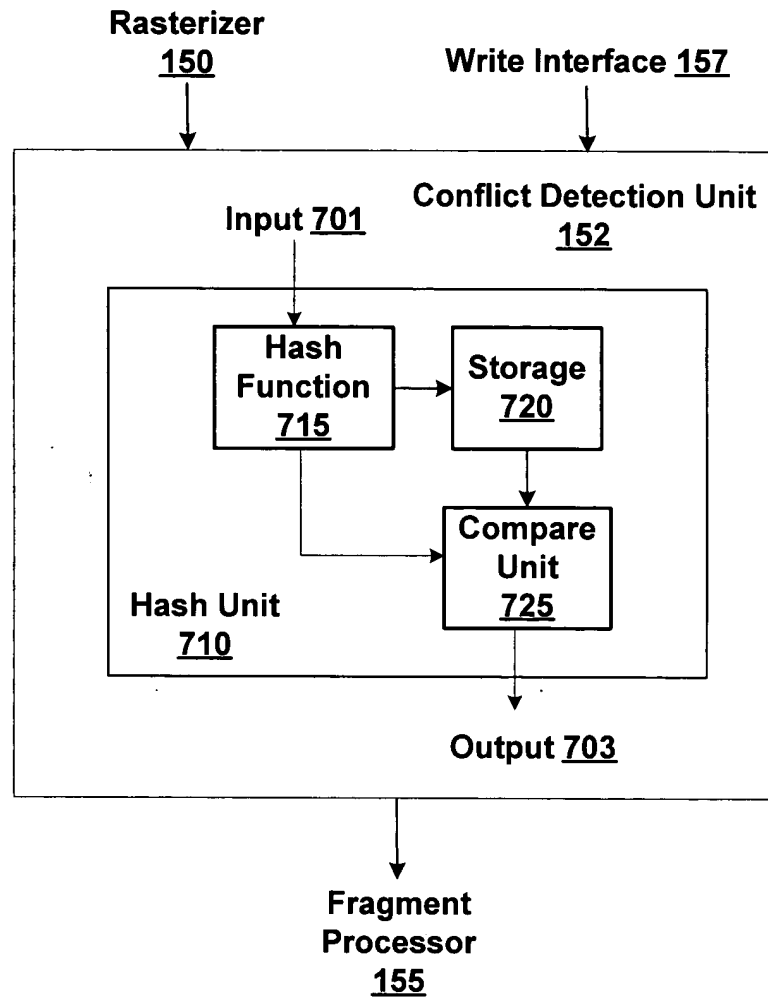 Rasterizer
150
Write Interface 157
Conflict Detection Unit
152
Input 701
Hash
Function
715
Storage
720
Compare
Unit
725
Hash Unit
710
Output 703
Fragment
Processor
155